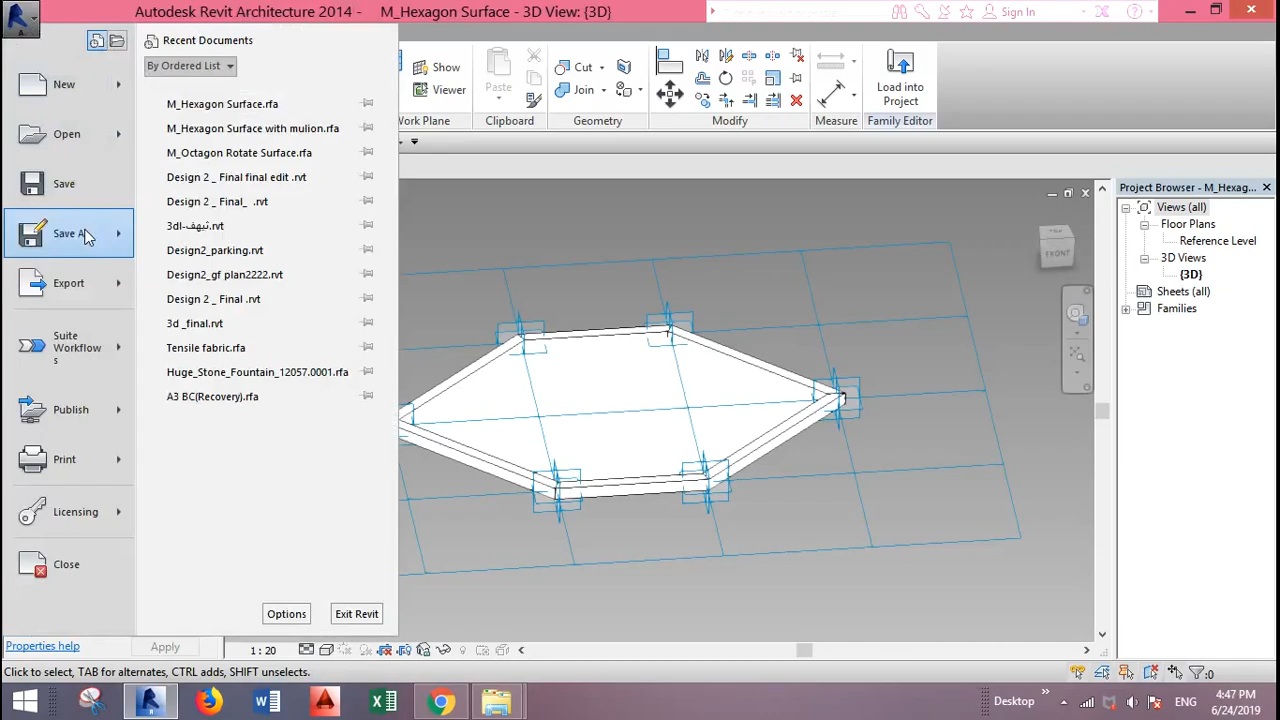 Autodesk Revit Architecture 2014 - M_Hexagon Surface - 3D View: {3D}
Sign In
Recent Documents
By Ordered List
New
Open
Save
Save A
Export
Suite
Workflow
s
Publish
Print
Licensing
Close
M_Hexagon Surface.rfa
M_Hexagon Surface with mulion.rfa
M_Octagon Rotate Surface.rfa
Design 2 _ Final final edit .rvt
Design 2 _ Final_ .rvt
3dl-ثيهف.rvt
Design2_parking.rvt
Design2_gf plan2222.rvt
Design 2 _ Final .rvt
3d _final.rvt
Tensile fabric.rfa
Huge_Stone_Fountain_12057.0001.rfa
A3 BC(Recovery).rfa
Options
Exit Revit
Show
Viewer
Paste
Cut
Join
Load into
Project
Work Plane
Clipboard
Geometry
Modify
Measure
Family Editor
TOP
FRONT
Project Browser - M_Hexag...
Views (all)
Floor Plans
Reference Level
3D Views
{3D}
Sheets (all)
Families
Properties help
Apply
1 : 20
:0
Click to select, TAB for alternates, CTRL adds, SHIFT unselects.
Desktop
ENG
4:47 PM
6/24/2019